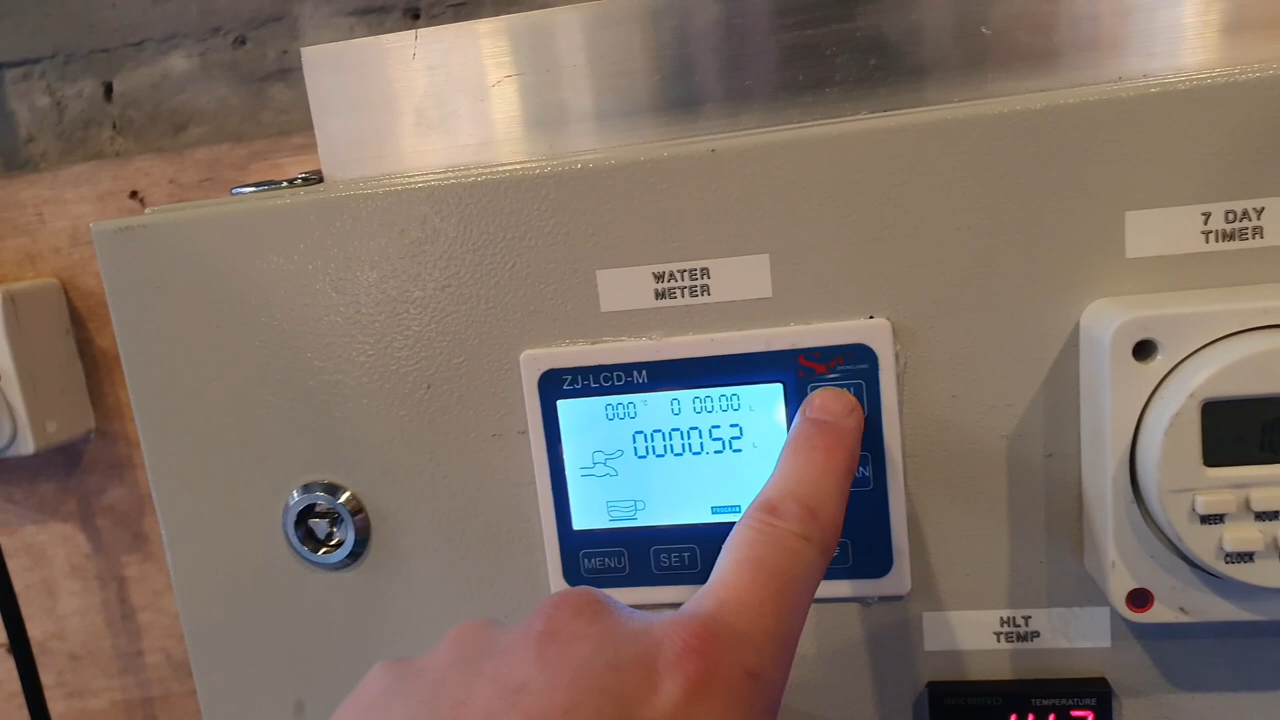 7 DAY
TIMER
WATER
METER
ZJ-LCD-M
000 °C 0 00.00 L
0000.52 L
PROGRAM
MENU
SET
WEEK
HOUR
CLOCK
HLT
TEMP
TEMPERATURE